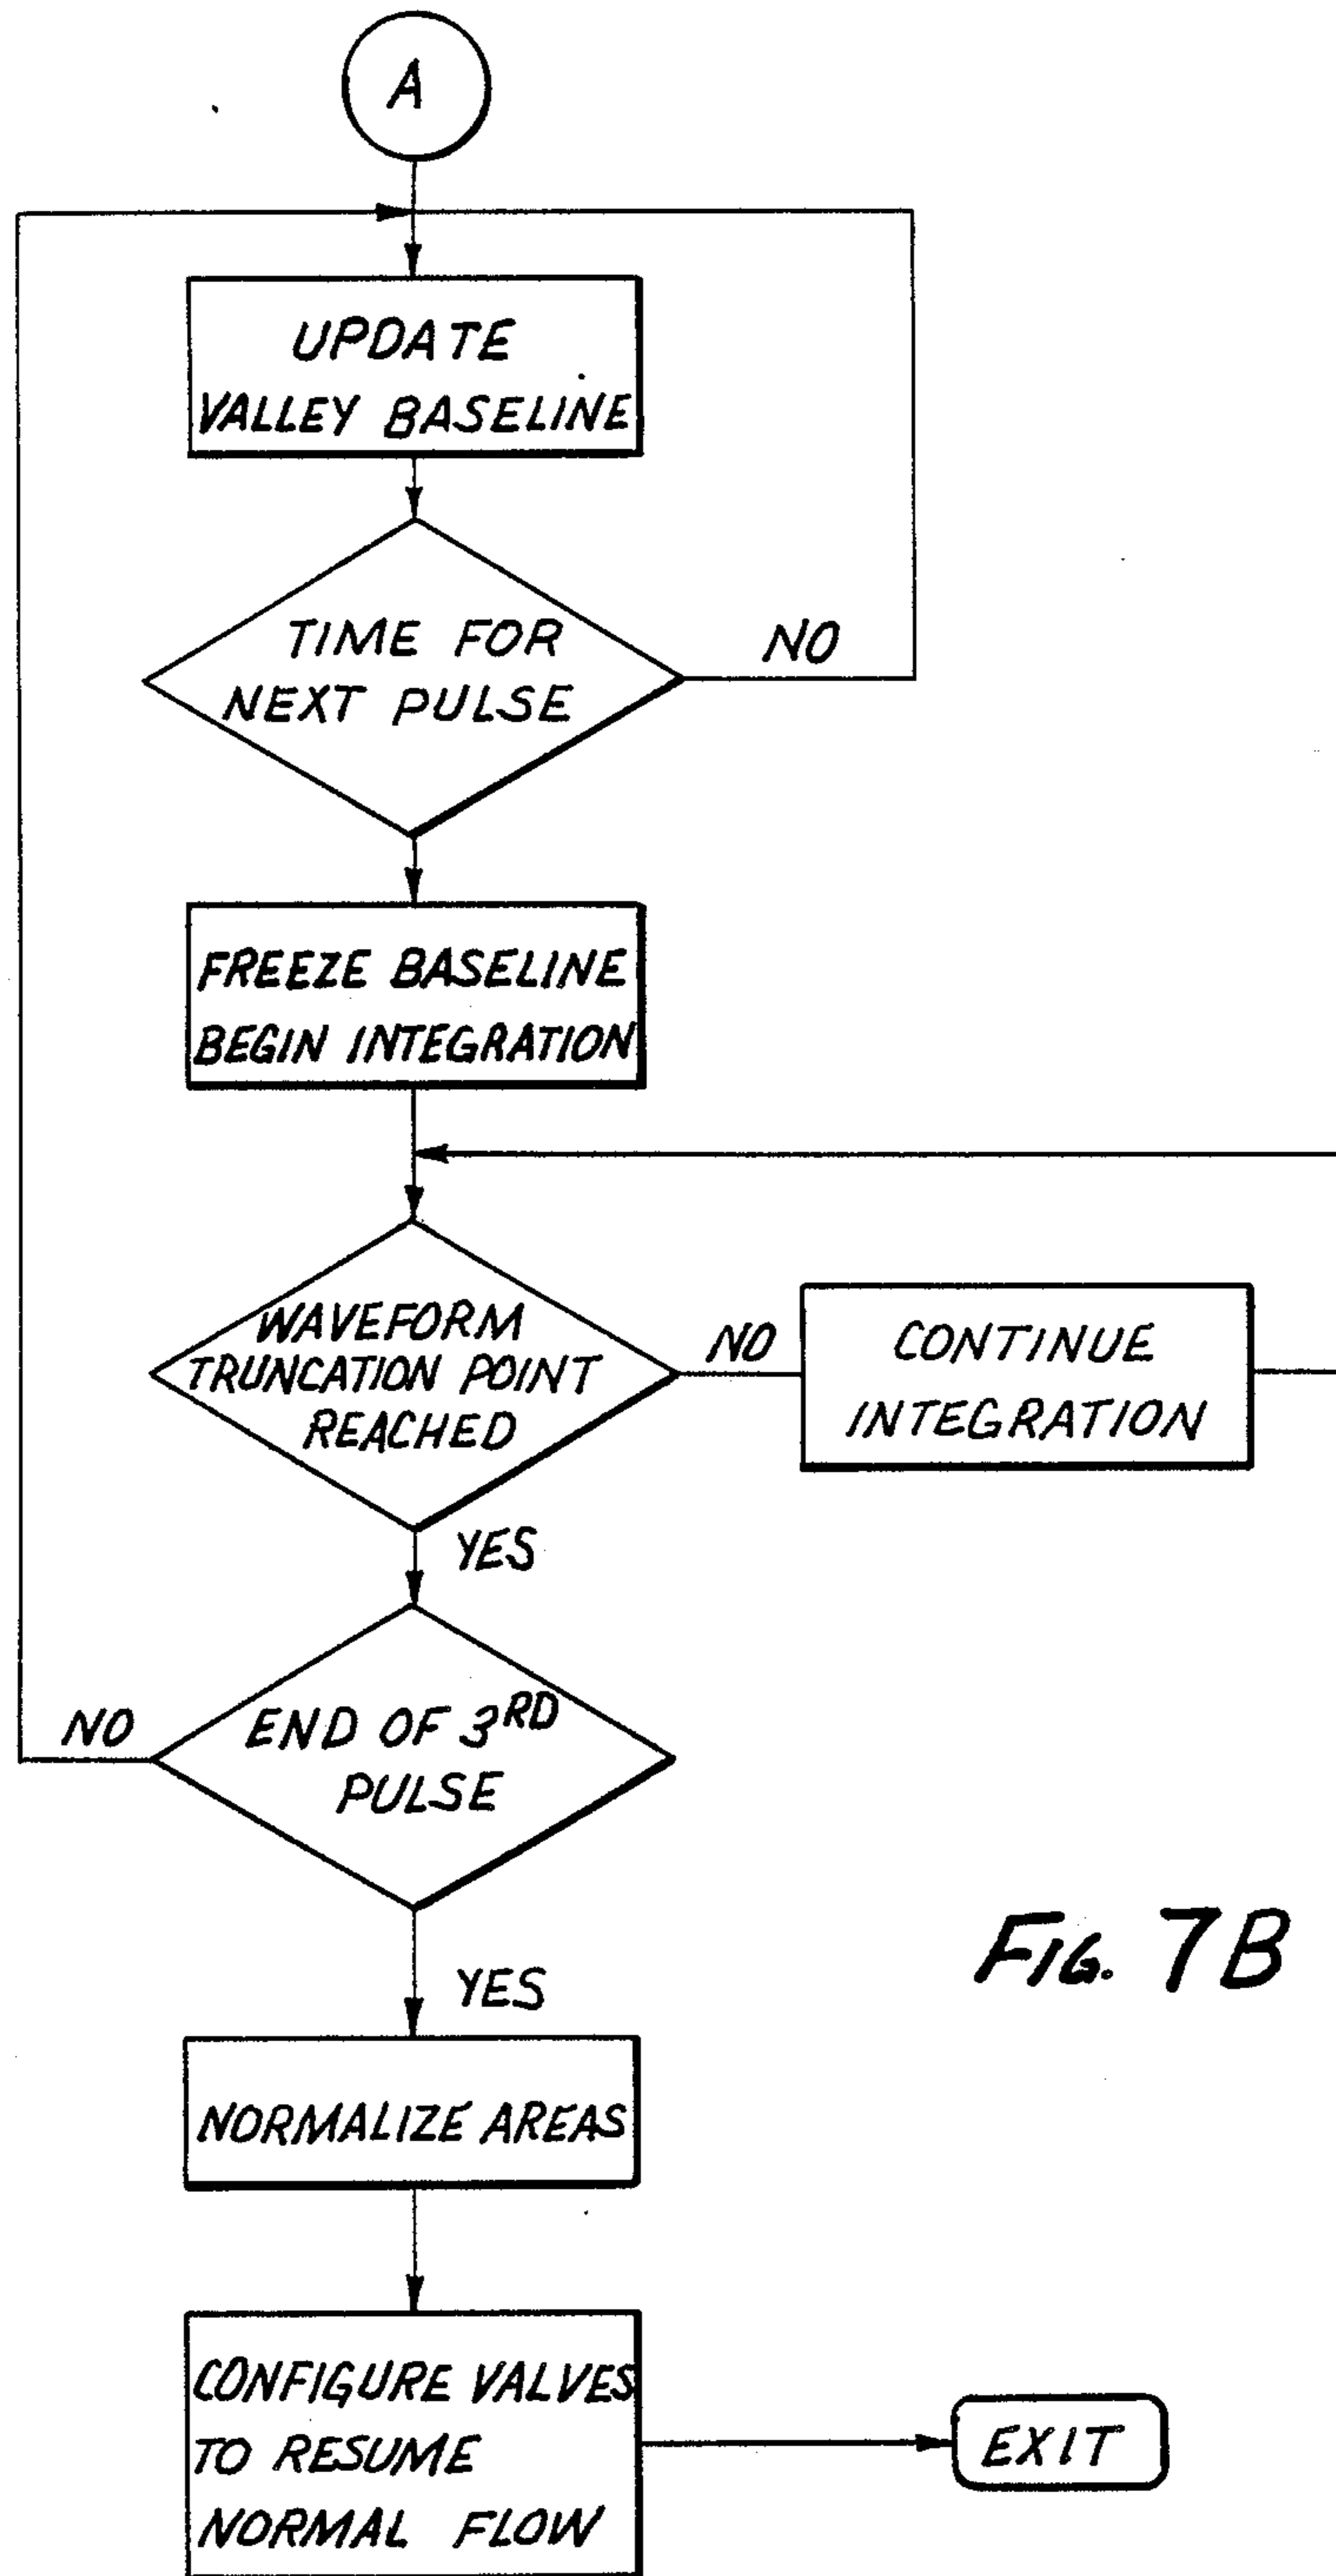 A
UPDATE
VALLEY BASELINE
TIME FOR
NEXT PULSE
NO
FREEZE BASELINE
BEGIN INTEGRATION
WAVEFORM
TRUNCATION POINT
REACHED
NO
CONTINUE
INTEGRATION
YES
END OF 3RD
PULSE
NO
YES
FIG. 7B
NORMALIZE AREAS
CONFIGURE VALVES
TO RESUME
NORMAL FLOW
EXIT